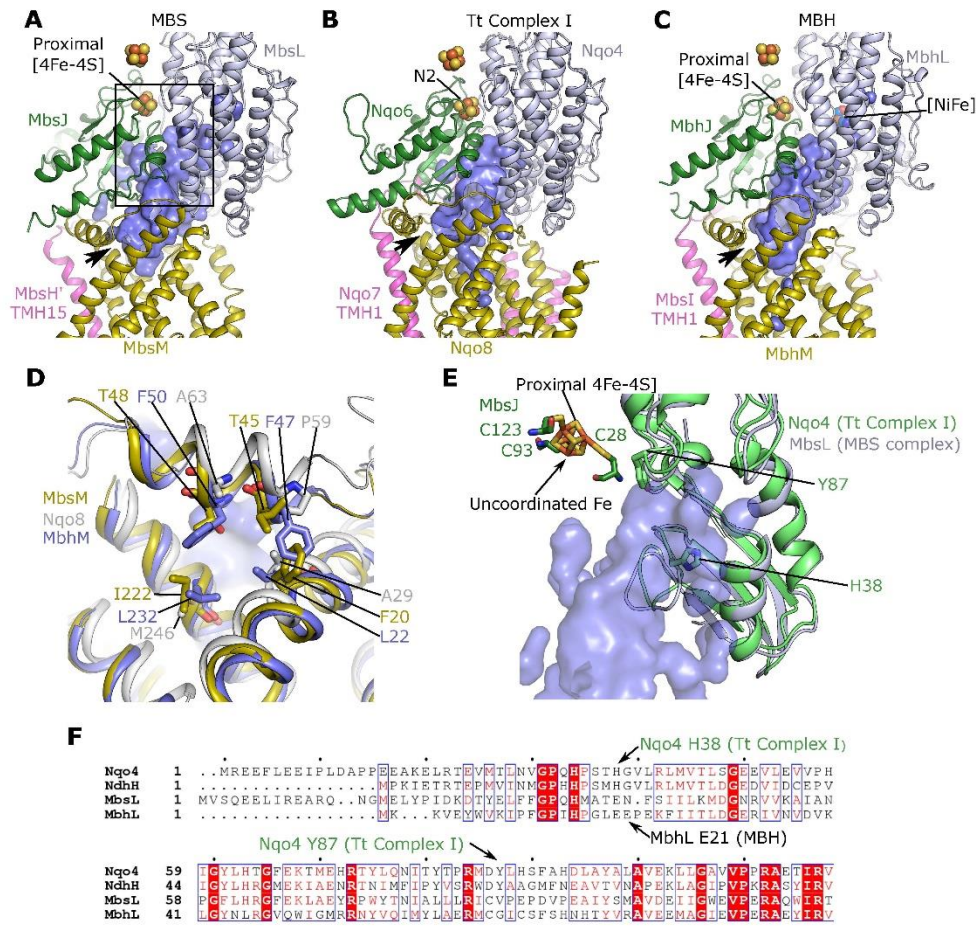 A
MBS
B
Tt Complex I
C
MBH
Proximal
[4Fe-4S]
MbsL
MbsJ
MbsH'
TMH15
MbsM
N2
Nqo4
Nqo6
Nqo7
TMH1
Nqo8
Proximal
[4Fe-4S]
MbhL
[NiFe]
MbhJ
MbsI
TMH1
MbhM
D
T48 F50 A63 T45 F47 P59
MbsM
Nqo8
MbhM
I222
L232
M246
A29
F20
L22
E
Proximal 4Fe-4S]
MbsJ
C123
C93
C28
Uncoordinated Fe
Nqo4 (Tt Complex I)
MbsL (MBS complex)
Y87
H38
F
Nqo4 H38 (Tt Complex I)
Nqo4 1 ..MREEFLEEIPLDAPPEEAKELRTEVMTLNVGPQHPSTHGVLRLMVTLSGEEVLEVVPH
NdhH 1
MbsL 1 MVSQEELIREARQ.NGMELYPIDKDTYELFFGPQHMATEN.FSIILKMDGNRVVKAIAN
MbhL 1 MK..KVEYWVKIPFGPIHPGLEEPEKFIITLDGERIVNVDVK
MbhL E21 (MBH)
Nqo4 Y87 (Tt Complex I)
Nqo4 59 IGYLHTGFEKTMEHRTYLQNITYTPRMDYLHSFAHDLAYALAVEKLLGAVVPPRAETIRV
NdhH 44 IGYLHRGMEKIAENRTNIMFIPYVSRWDYAAGMFNEAVTVNAPEKLAGIPVPKRASYIRV
MbsL 58 PGFLHRGFEKLAEYRPWYTNIALLLRICVPEPDVPEAIYSMAVDEIIGWEVPERAQWIRT
MbhL 41 LGYNLRGVQWIGMRRNYVQIMYLAERMCGICSFSHNHTYVRAVEEMAGIEVPERAEYIRV